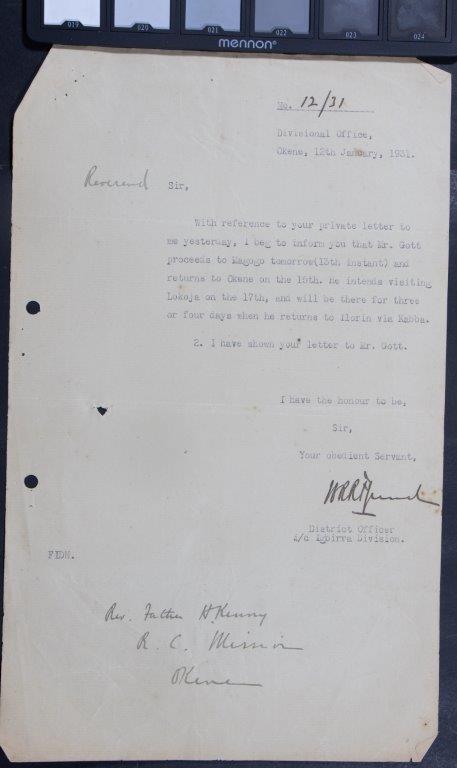 019 020 021 022 023 024
mennon
No. 12/31
Divisional Office,
Okene, 12th January, 1931.
Reverend Sir,
With reference to your private letter to
me yesterday, I beg to inform you that Mr. Gott
proceeds to Magogo tomorrow(13th instant) and
returns to Okene on the 15th. He intends visiting
Lokoja on the 17th, and will be there for three
or four days when he returns to Ilorin via Kabba.
2. I have shown your letter to Mr. Gott.
I have the honour to be,
Sir,
Your obedient Servant,
District Officer
i/c Igbirra Division.
FIDN.
Rev. Father
R. C. Mission
Okene